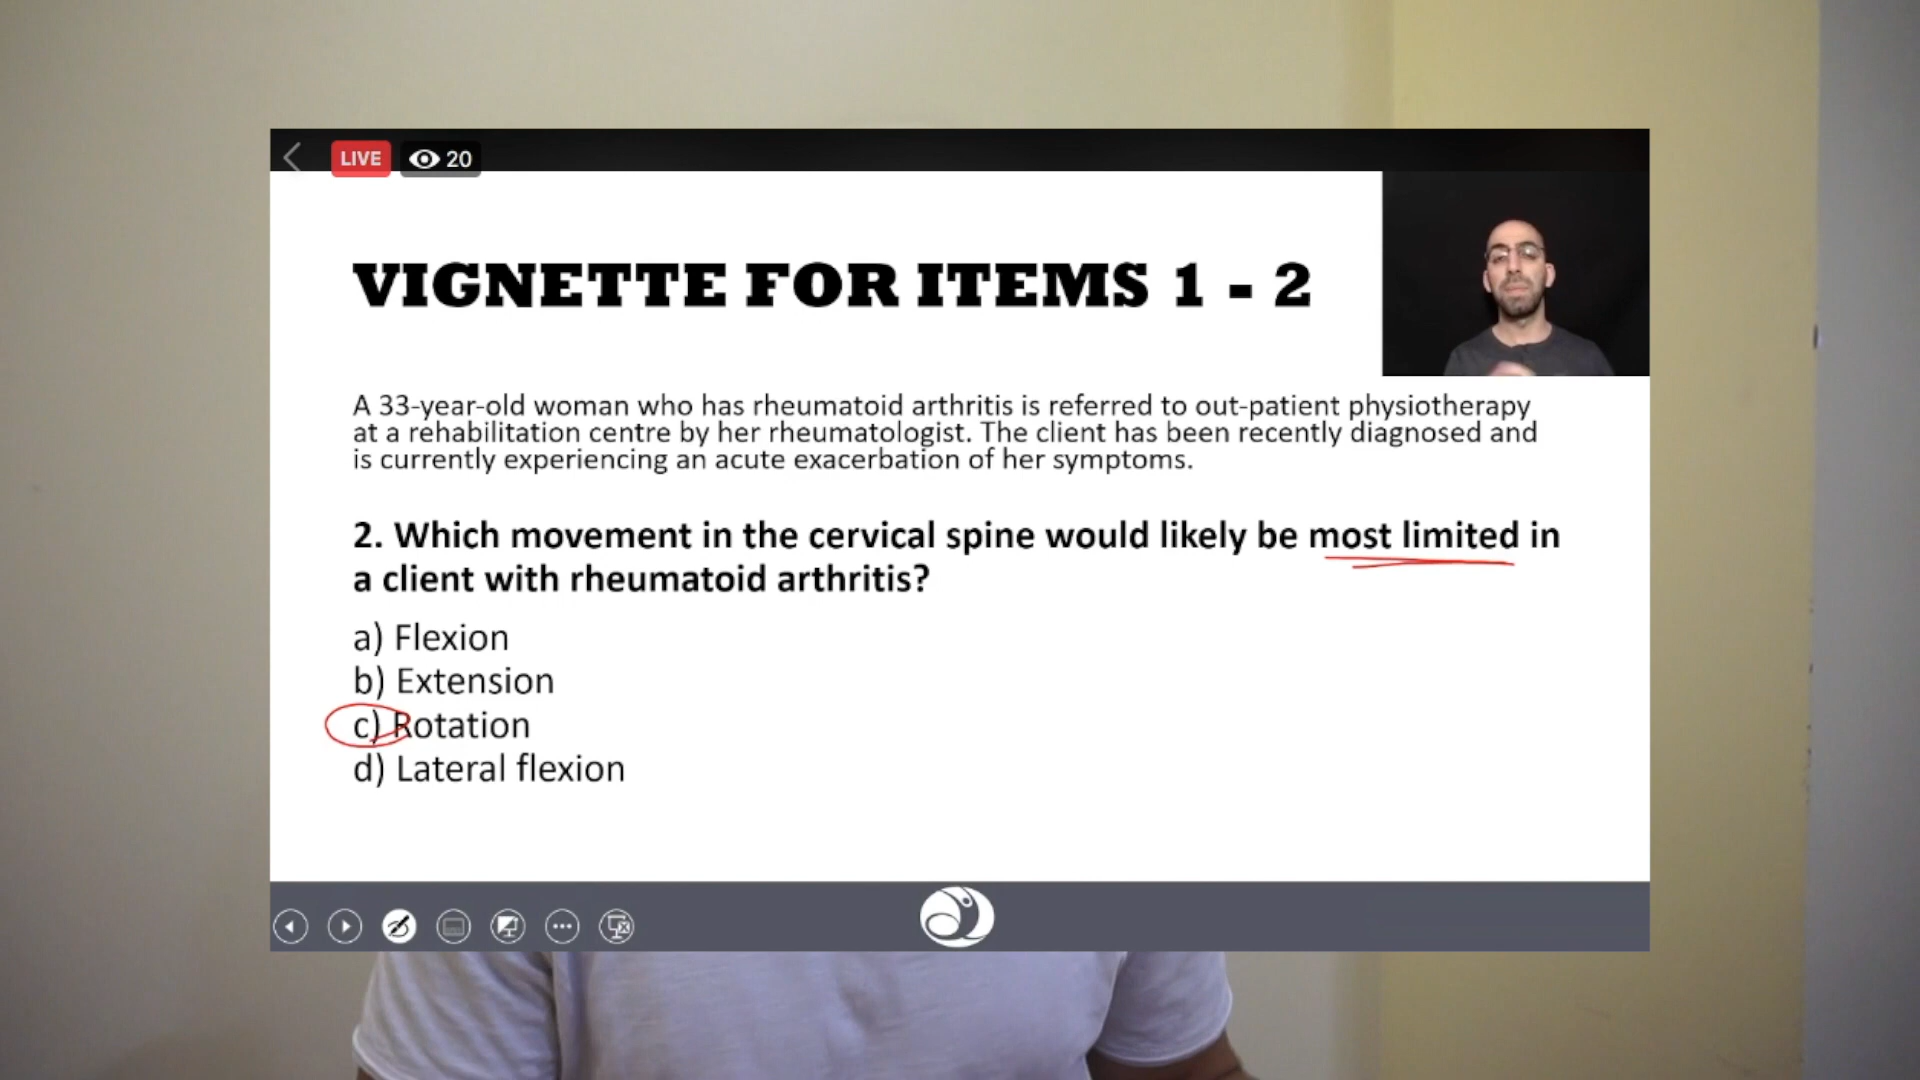 LIVE 20
VIGNETTE FOR ITEMS 1 - 2
A 33-year-old woman who has rheumatoid arthritis is referred to out-patient physiotherapy
at a rehabilitation centre by her rheumatologist. The client has been recently diagnosed and
is currently experiencing an acute exacerbation of her symptoms.
2. Which movement in the cervical spine would likely be most limited in
a client with rheumatoid arthritis?
a) Flexion
b) Extension
c) Rotation
d) Lateral flexion